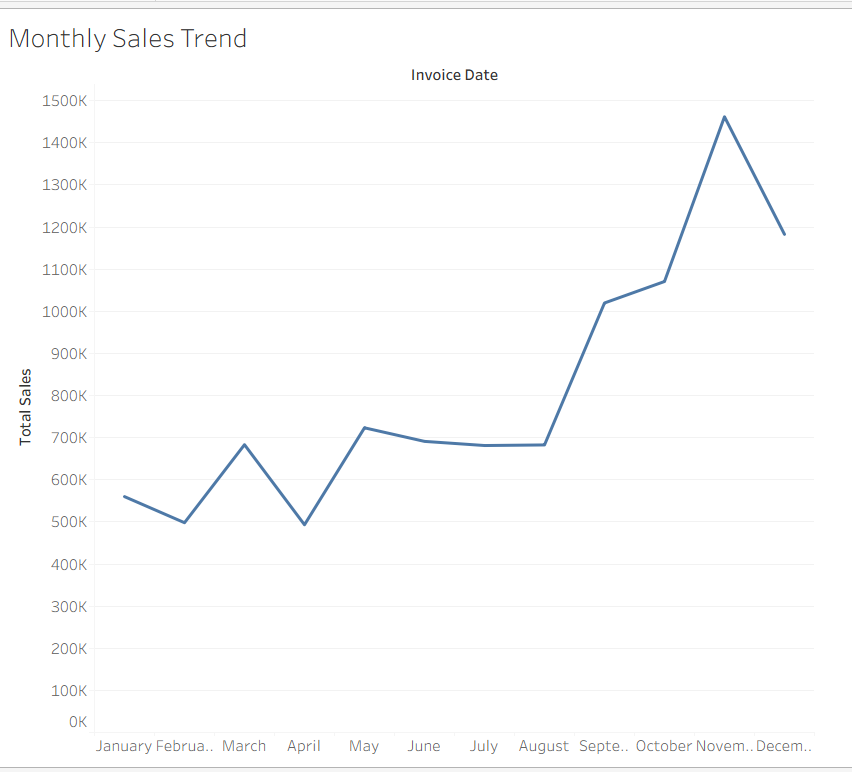 Monthly Sales Trend
Invoice Date
1500K
1400K
1300K
1200K
1100K
1000K
900K
800K
700K
600K
500K
400K
300K
200K
100K
0K
Total Sales
January Februa.. March April May June July August Septe.. October Novem.. Decem..